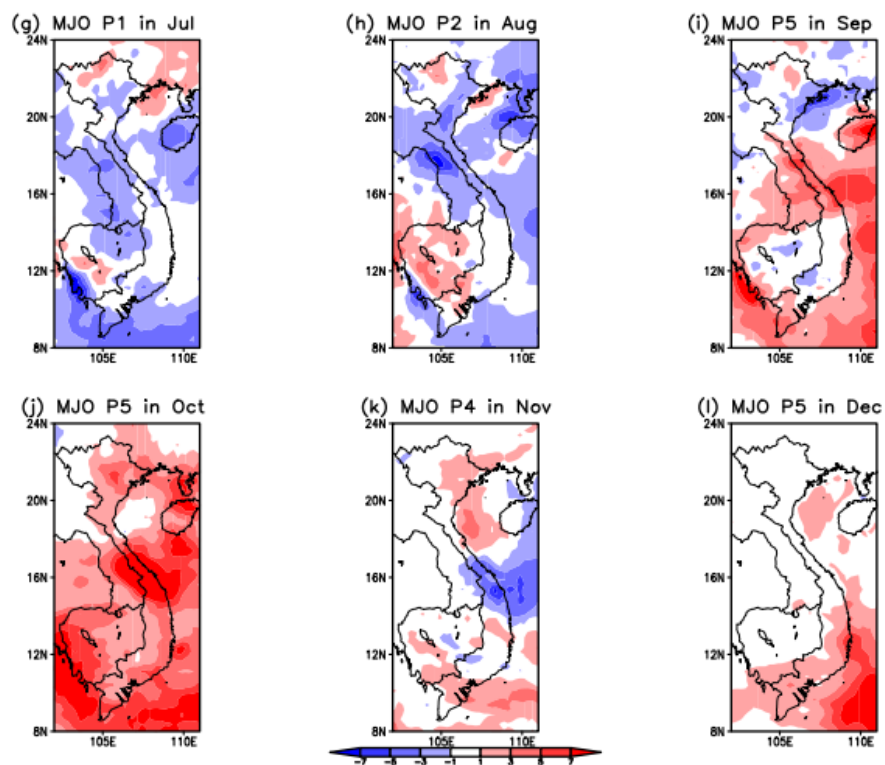 (g) MJO P1 in Jul
(h) MJO P2 in Aug
(i) MJO P5 in Sep
24N
20N
16N
12N
8N
105E 110E
24N
20N
16N
12N
8N
105E 110E
24N
20N
16N
12N
8N
105E 110E
(j) MJO P5 in Oct
(k) MJO P4 in Nov
(l) MJO P5 in Dec
24N
20N
16N
12N
8N
105E 110E
24N
20N
16N
12N
8N
105E 110E
24N
20N
16N
12N
8N
105E 110E
-7 -5 -3 -1 1 3 5 7